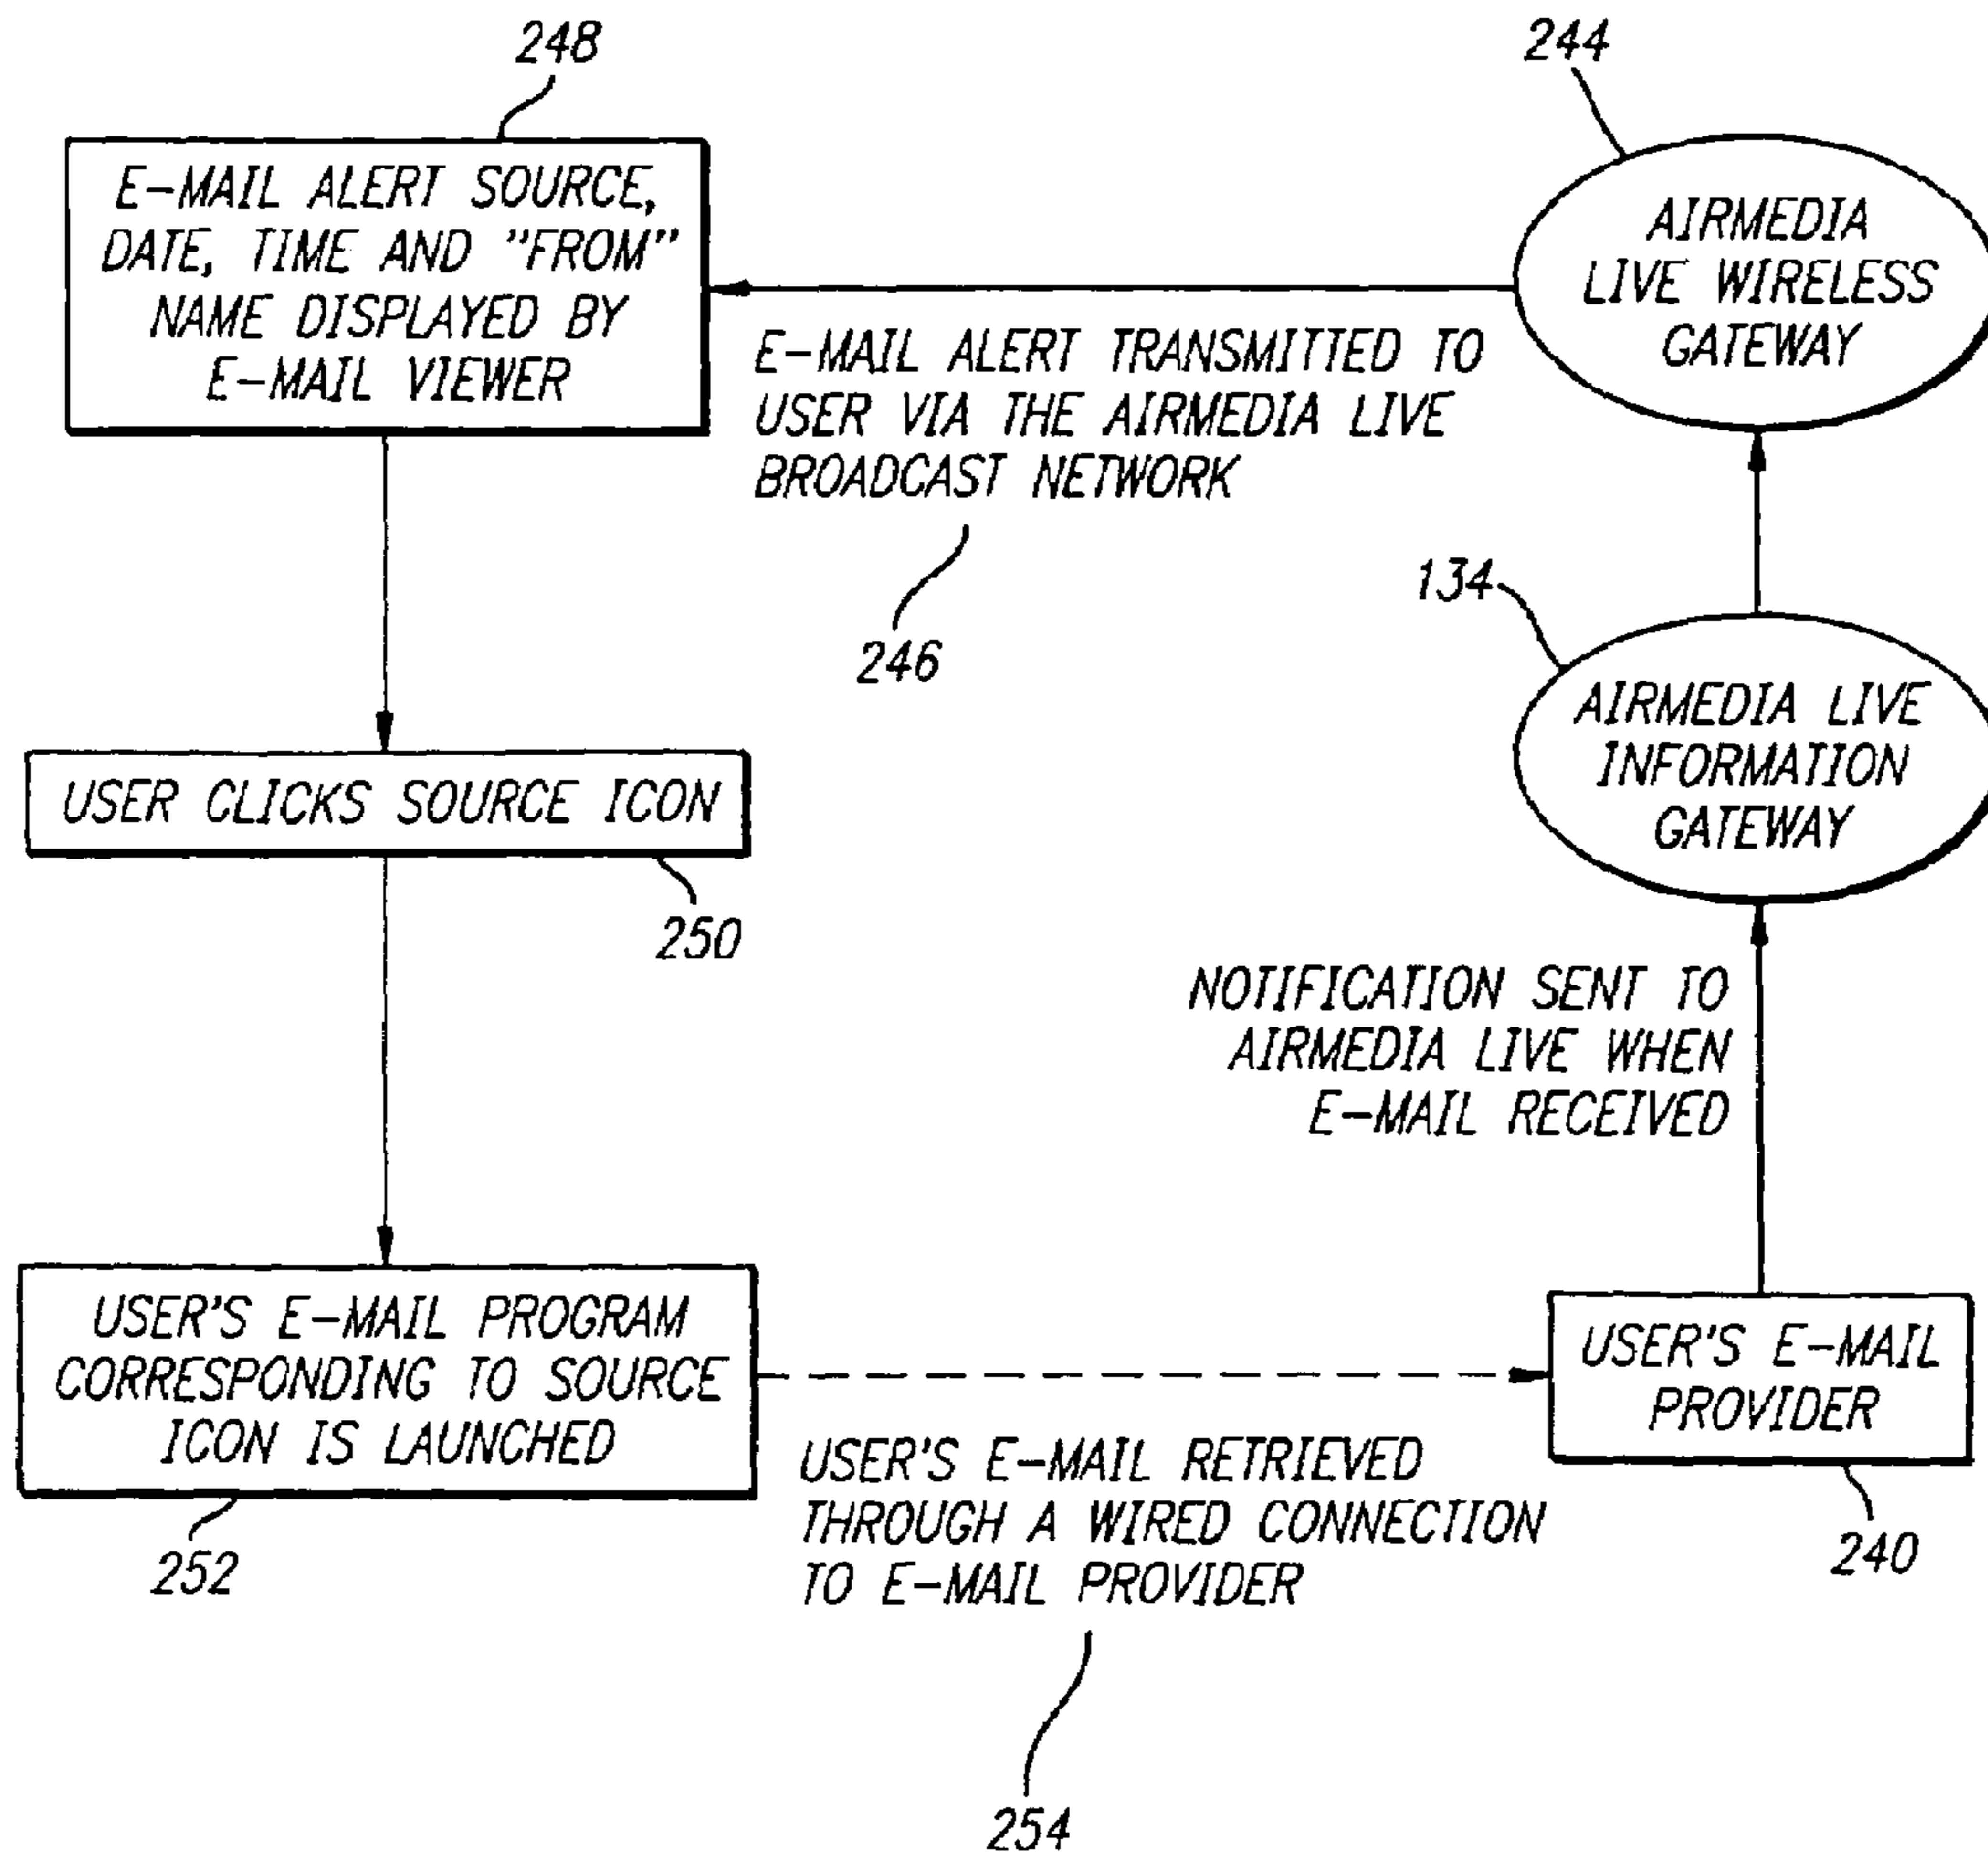 248
E-MAIL ALERT SOURCE,
DATE, TIME AND "FROM"
NAME DISPLAYED BY
E-MAIL VIEWER
244
AIRMEDIA
LIVE WIRELESS
GATEWAY
E-MAIL ALERT TRANSMITTED TO
USER VIA THE AIRMEDIA LIVE
BROADCAST NETWORK
246
134
AIRMEDIA LIVE
INFORMATION
GATEWAY
USER CLICKS SOURCE ICON
250
NOTIFICATION SENT TO
AIRMEDIA LIVE WHEN
E-MAIL RECEIVED
USER'S E-MAIL PROGRAM
CORRESPONDING TO SOURCE
ICON IS LAUNCHED
252
USER'S E-MAIL
PROVIDER
240
USER'S E-MAIL RETRIEVED
THROUGH A WIRED CONNECTION
TO E-MAIL PROVIDER
254